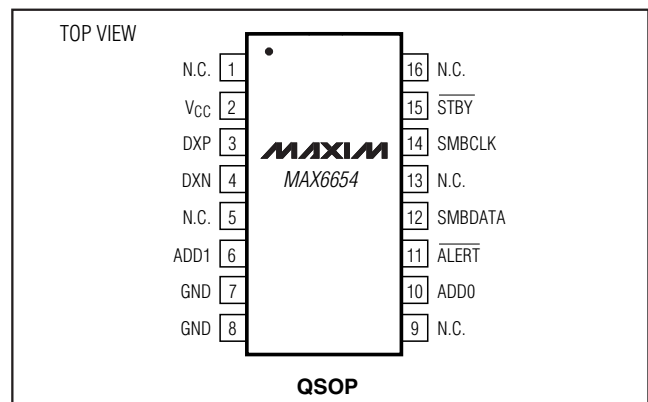 TOP VIEW
N.C. 1
16 N.C.
VCC 2
15 STBY
DXP 3
14 SMBCLK
MAXIM
DXN 4
MAX6654
13 N.C.
N.C. 5
12 SMBDATA
ADD1 6
11 ALERT
GND 7
10 ADD0
GND 8
9 N.C.
QSOP